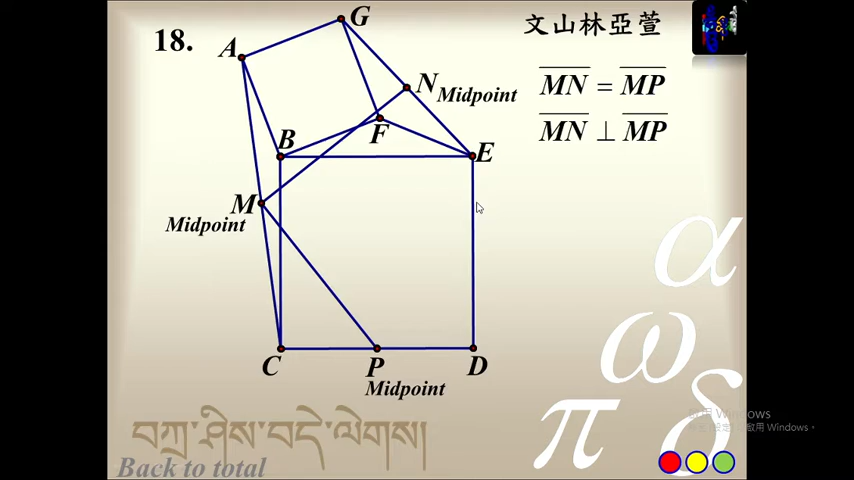 18.
文山林亞萱
A
G
N Midpoint
MN = MP
MN ⊥ MP
B
F
E
M
Midpoint
C
P
D
Midpoint
α
ω
π
δ
བཀྲ་ཤིས་བདེ་ལེགས།
Back to total